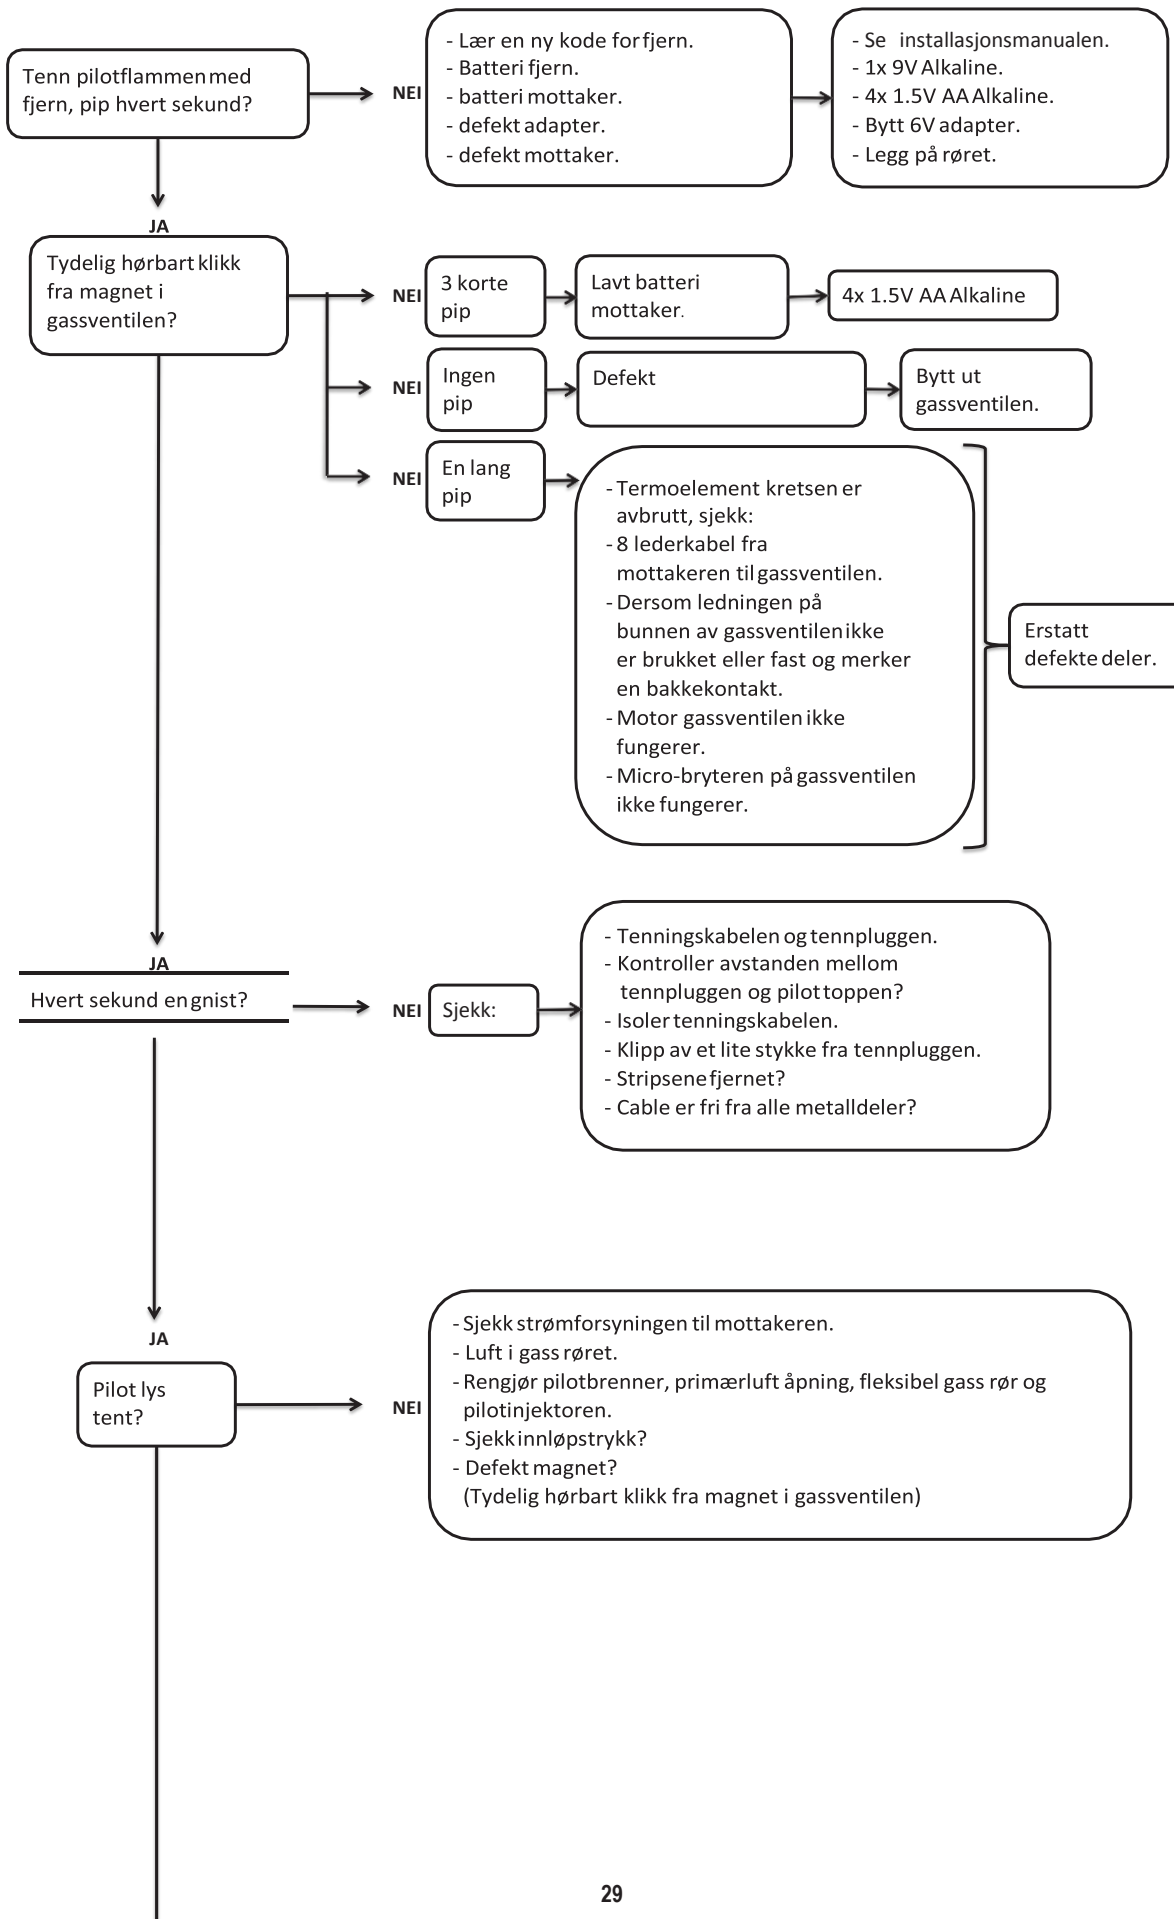 Tenn pilotflammen med
fjern, pip hvert sekund?
NEI
- Lær en ny kode for fjern.
- Batteri fjern.
- batteri mottaker.
- defekt adapter.
- defekt mottaker.
- Se installasjonsmanualen.
- 1x 9V Alkaline.
- 4x 1.5V AA Alkaline.
- Bytt 6V adapter.
- Legg på røret.
JA
Tydelig hørbart klikk
fra magnet i
gassventilen?
NEI
3 korte
pip
Lavt batteri
mottaker.
4x 1.5V AA Alkaline
NEI
Ingen
pip
Defekt
Bytt ut
gassventilen.
NEI
En lang
pip
- Termoelement kretsen er
avbrutt, sjekk:
- 8 lederkabel fra
mottakeren til gassventilen.
- Dersom ledningen på
bunnen av gassventilen ikke
er brukket eller fast og merker
en bakkekontakt.
- Motor gassventilen ikke
fungerer.
- Micro-bryteren på gassventilen
ikke fungerer.
Erstatt
defekte deler.
JA
Hvert sekund en gnist?
NEI
Sjekk:
- Tenningskabelen og tennpluggen.
- Kontroller avstanden mellom
tennpluggen og pilot toppen?
- Isoler tenningskabelen.
- Klipp av et lite stykke fra tennpluggen.
- Stripsene fjernet?
- Cable er fri fra alle metalldeler?
JA
Pilot lys
tent?
NEI
- Sjekk strømforsyningen til mottakeren.
- Luft i gass røret.
- Rengjør pilotbrenner, primærluft åpning, fleksibel gass rør og
pilotinjektoren.
- Sjekk innløpstrykk?
- Defekt magnet?
(Tydelig hørbart klikk fra magnet i gassventilen)
29